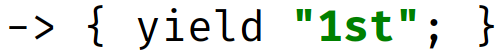 -> { yield "1st"; }